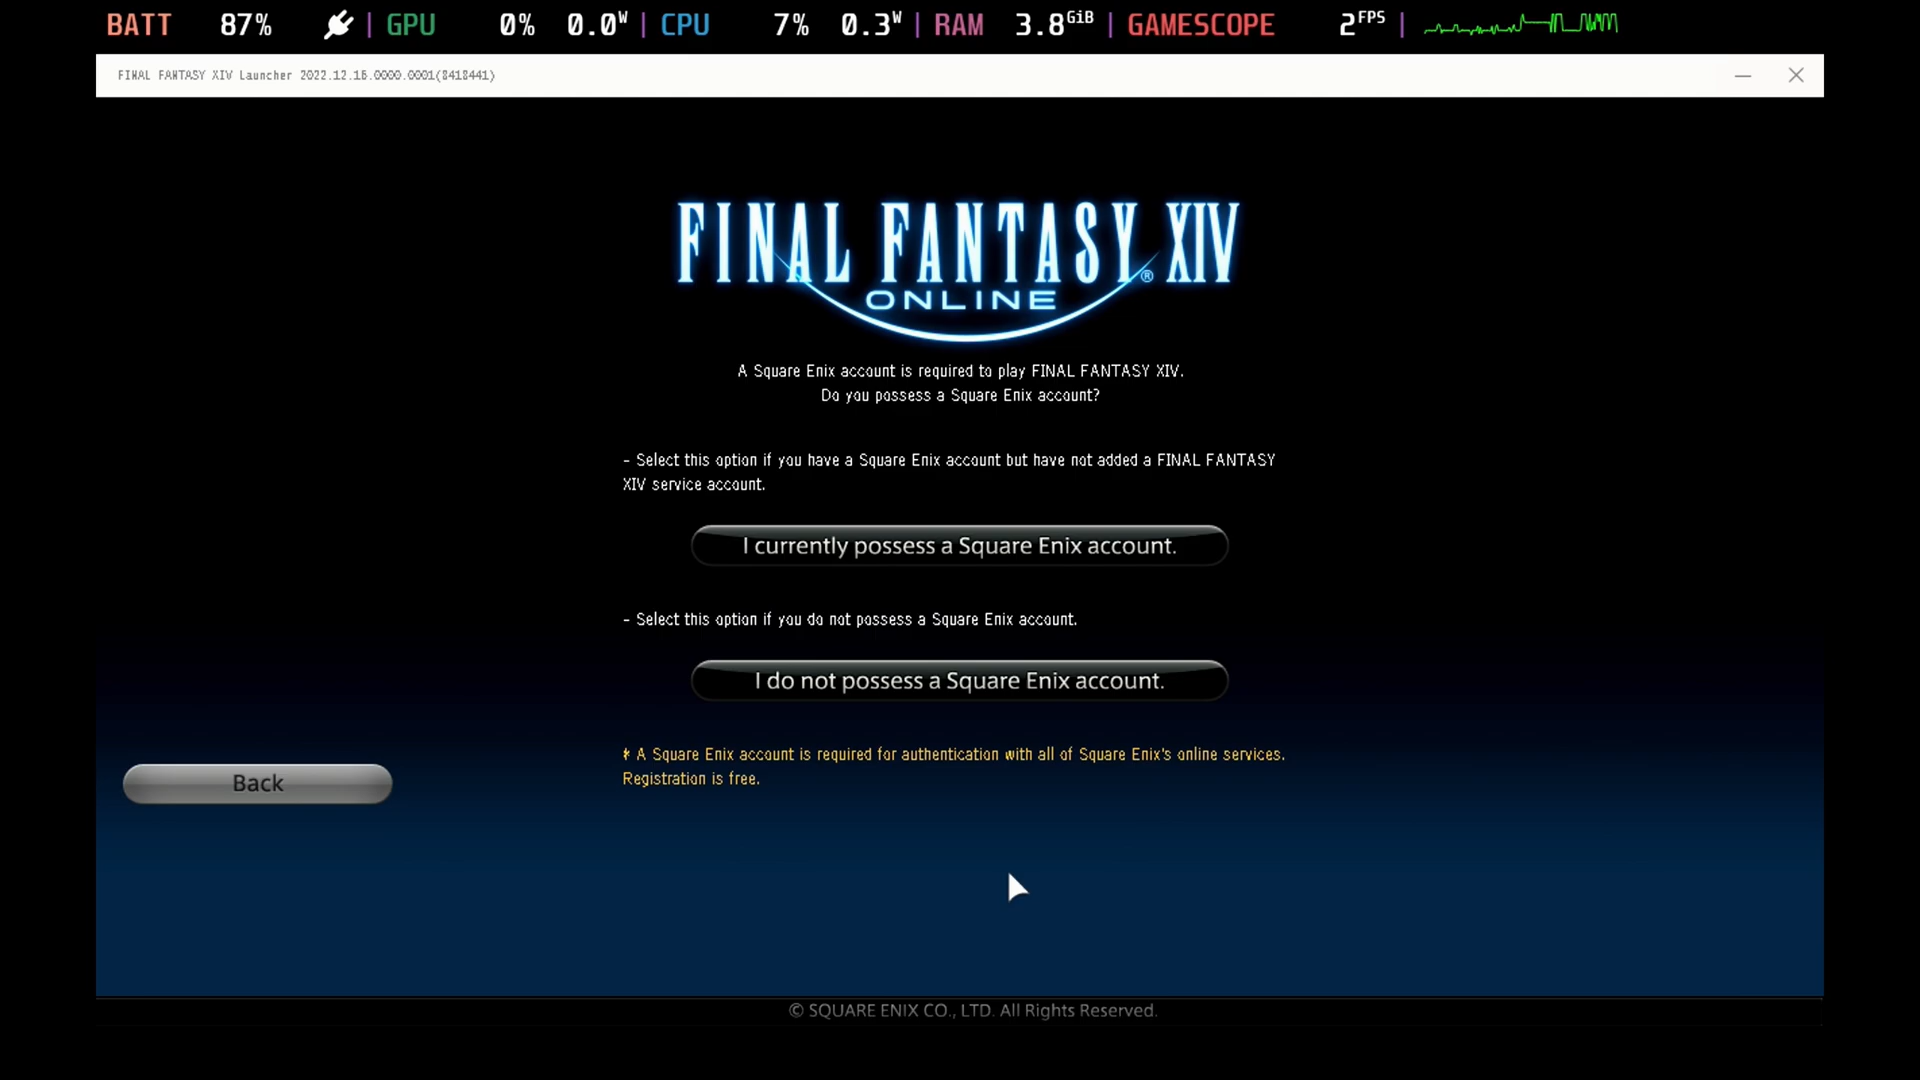 BATT 87% GPU 0% 0.0W CPU 7% 0.3W RAM 3.8GiB GAMESCOPE 2FPS
FINAL FANTASY XIV Launcher 2022.12.15.0000.0001(8418441)
FINAL FANTASY XIV®
ONLINE
A Square Enix account is required to play FINAL FANTASY XIV.
Do you possess a Square Enix account?
- Select this option if you have a Square Enix account but have not added a FINAL FANTASY
XIV service account.
I currently possess a Square Enix account.
- Select this option if you do not possess a Square Enix account.
I do not possess a Square Enix account.
* A Square Enix account is required for authentication with all of Square Enix's online services.
Registration is free.
Back
© SQUARE ENIX CO., LTD. All Rights Reserved.